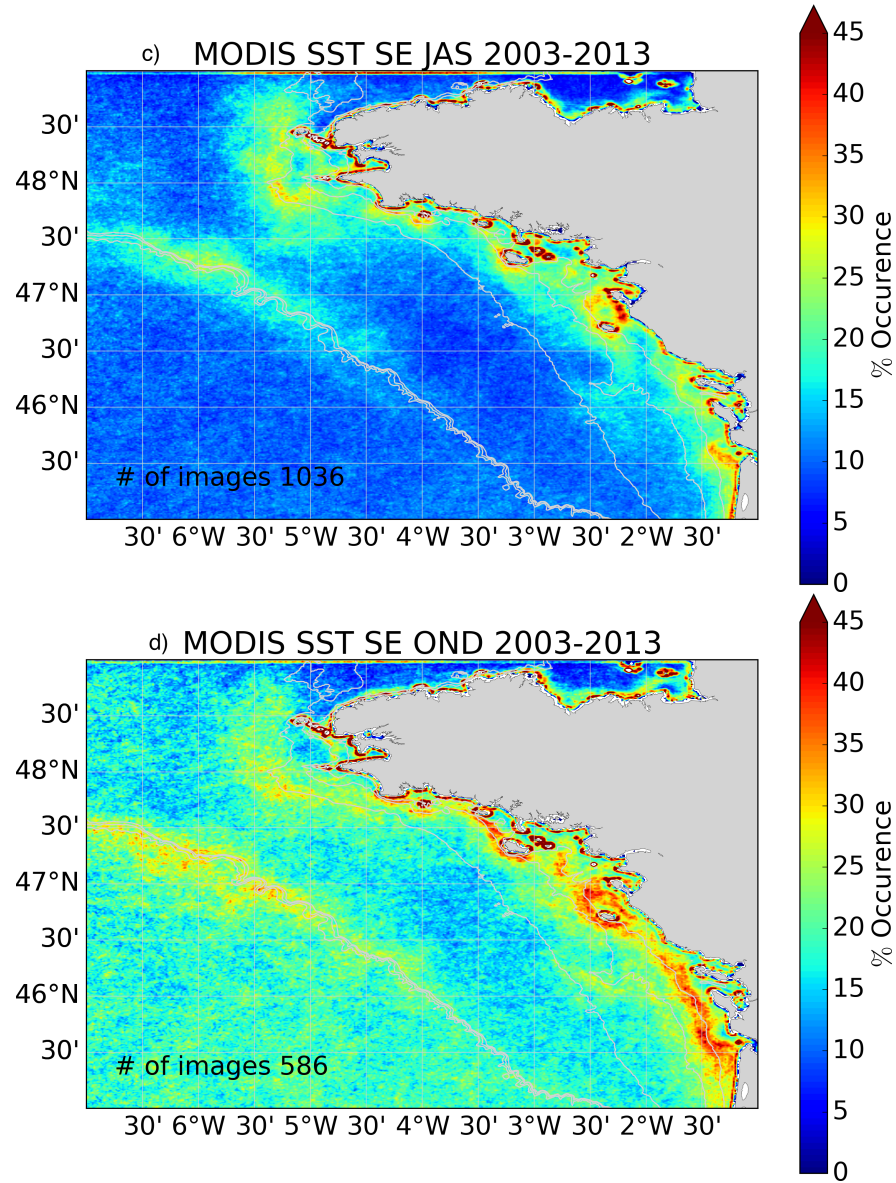 c) MODIS SST SE JAS 2003-2013
30'
48°N
30'
47°N
30'
46°N
30'
# of images 1036
30' 6°W 30' 5°W 30' 4°W 30' 3°W 30' 2°W 30'
45
40
35
30
25
20
15
10
5
0
% Occurence
d) MODIS SST SE OND 2003-2013
30'
48°N
30'
47°N
30'
46°N
30'
# of images 586
30' 6°W 30' 5°W 30' 4°W 30' 3°W 30' 2°W 30'
45
40
35
30
25
20
15
10
5
0
% Occurence